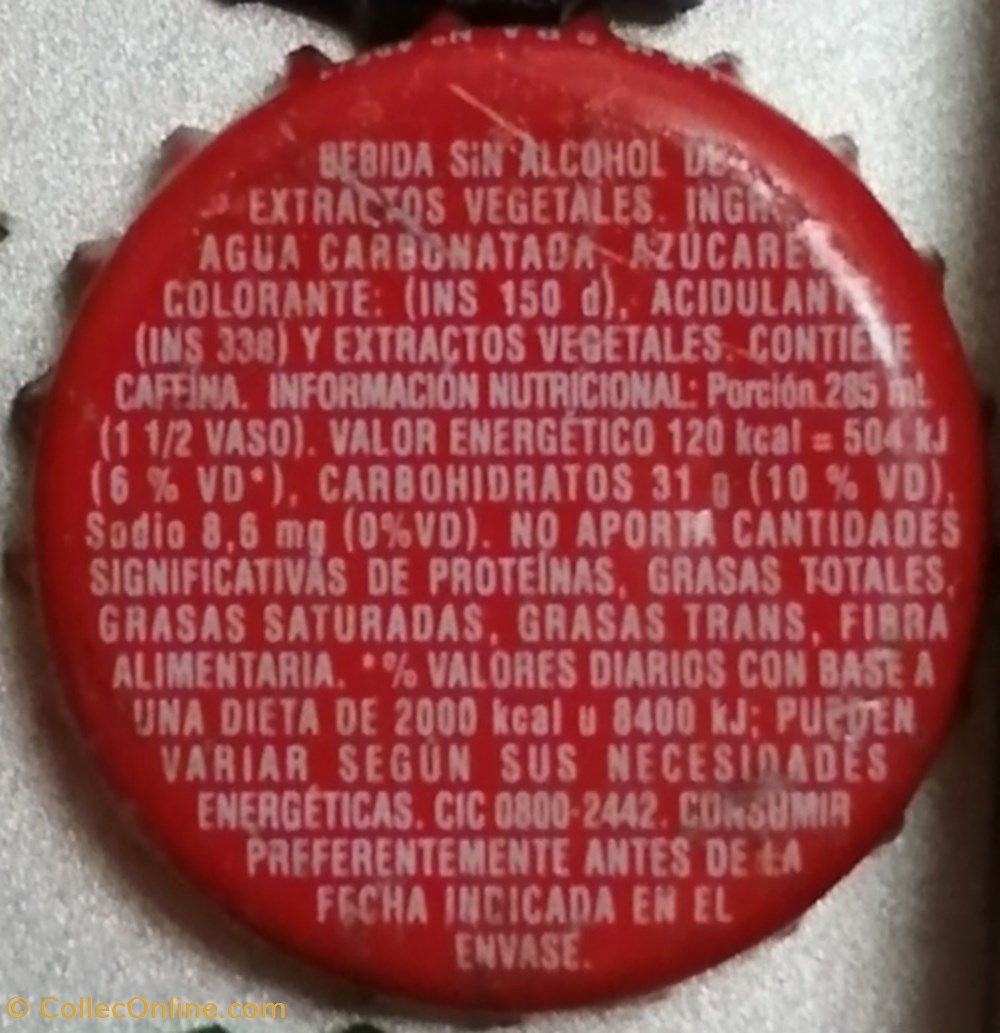 BEBIDA SIN ALCOHOL DE
EXTRACTOS VEGETALES.
AGUA CARBONATADA, AZUCARES
COLORANTE: (INS 150 d), ACIDULANTE
(INS 338) Y EXTRACTOS VEGETALES. CONTIENE
CAFEÍNA. INFORMACIÓN NUTRICIONAL: Porción 285 mL
(1 1/2 VASO). VALOR ENERGÉTICO 120 kcal = 504 kJ
(6 % VD*), CARBOHIDRATOS 31 g (10 % VD),
Sodio 8,6 mg (0%VD). NO APORTA CANTIDADES
SIGNIFICATIVAS DE PROTEÍNAS, GRASAS TOTALES,
GRASAS SATURADAS, GRASAS TRANS, FIBRA
ALIMENTARIA. *% VALORES DIARIOS CON BASE A
UNA DIETA DE 2000 kcal u 8400 kJ; PUEDEN
VARIAR SEGÚN SUS NECESIDADES
ENERGÉTICAS. CIC 0800-2442. CONSUMIR
PREFERENTEMENTE ANTES DE LA
FECHA INDICADA EN EL
ENVASE.
© CollecOnline.com